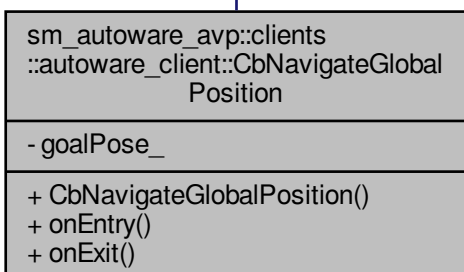 sm_autoware_avp::clients
::autoware_client::CbNavigateGlobal
Position
- goalPose_
+ CbNavigateGlobalPosition()
+ onEntry()
+ onExit()